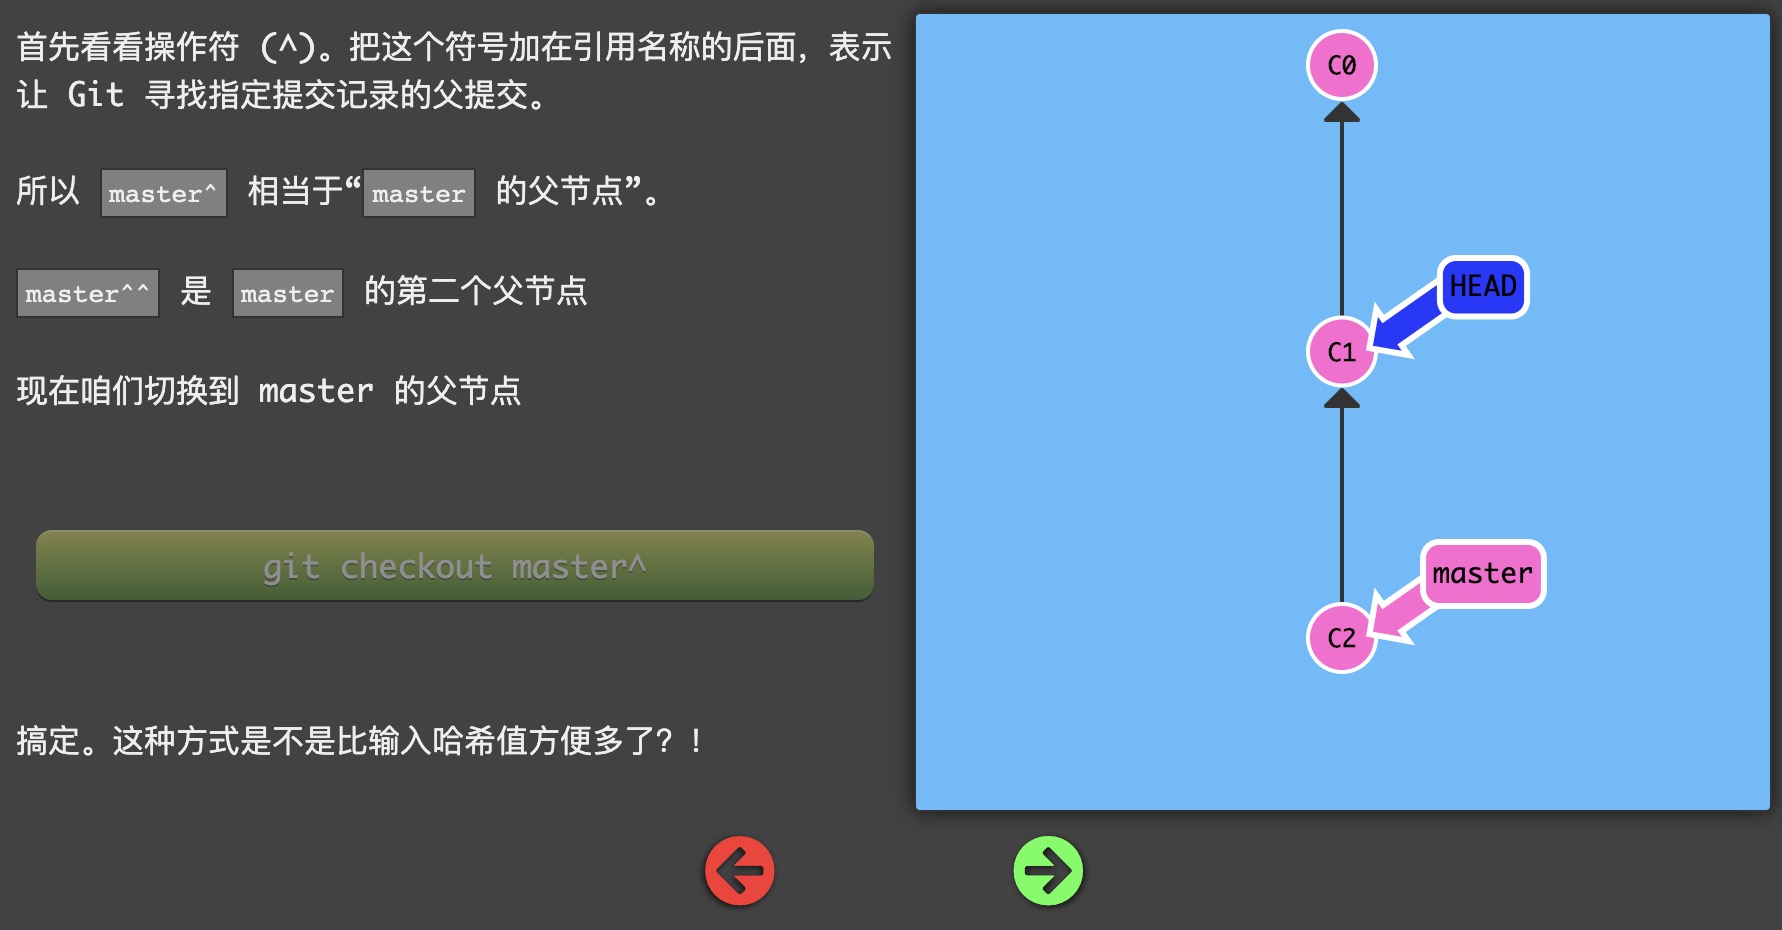 首先看看操作符 (^)。把这个符号加在引用名称的后面，表示
让 Git 寻找指定提交记录的父提交。
所以 master^ 相当于“master 的父节点”。
master^^ 是 master 的第二个父节点
现在咱们切换到 master 的父节点
git checkout master^
搞定。这种方式是不是比输入哈希值方便多了？！
C0
HEAD
C1
master
C2